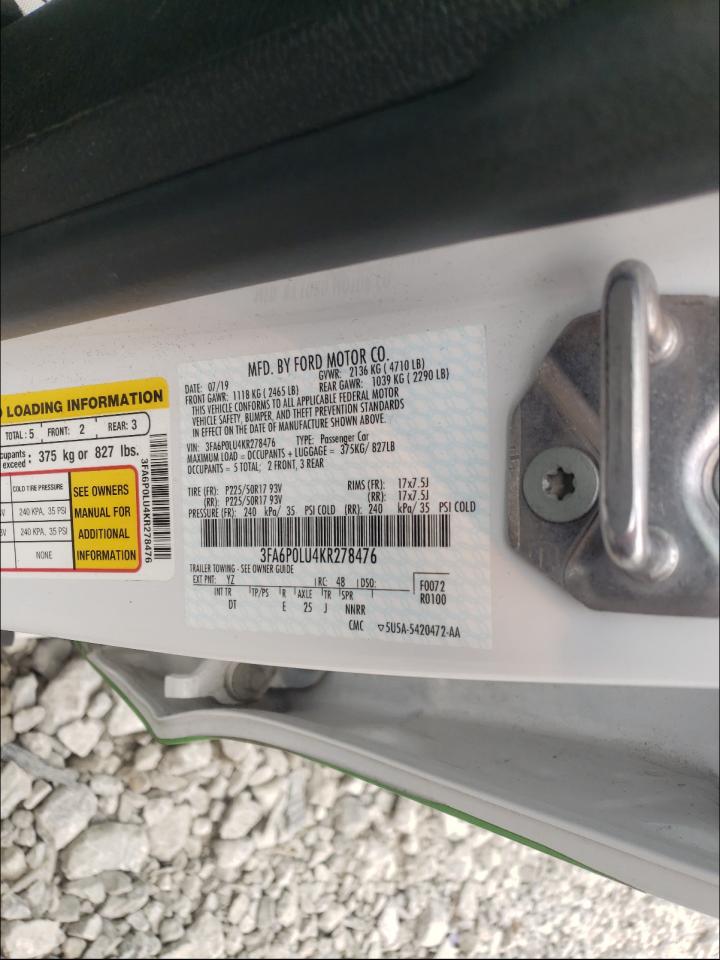 O LOADING INFORMATION
TOTAL: 5 FRONT: 2 REAR: 3
exceed: 375 kg or 827 lbs.
COLD TIRE PRESSURE
240 KPA, 35 PSI
240 KPA, 35 PSI
NONE
SEE OWNERS
MANUAL FOR
ADDITIONAL
INFORMATION
3FA6P0LU4KR278476
MFD. BY FORD MOTOR CO.
DATE: 07/19 GVWR: 2136 KG ( 4710 LB)
FRONT GAWR: 1118 KG ( 2465 LB) REAR GAWR: 1039 KG ( 2290 LB)
THIS VEHICLE CONFORMS TO ALL APPLICABLE FEDERAL MOTOR
VEHICLE SAFETY, BUMPER, AND THEFT PREVENTION STANDARDS
IN EFFECT ON THE DATE OF MANUFACTURE SHOWN ABOVE.
VIN: 3FA6P0LU4KR278476 TYPE: Passenger Car
MAXIMUM LOAD = OCCUPANTS + LUGGAGE = 375KG/ 827LB
OCCUPANTS = 5 TOTAL; 2 FRONT, 3 REAR
TIRE (FR): P225/50R17 93V RIMS (FR): 17x7.5J
(RR): P225/50R17 93V (RR): 17x7.5J
PRESSURE (FR): 240 kPa/ 35 PSI COLD (RR): 240 kPa/ 35 PSI COLD
3FA6P0LU4KR278476
TRAILER TOWING - SEE OWNER GUIDE
EXT PNT: YZ RC: 48 DSO: F0072
INT TR TP/PS R AXLE TR SPR R0100
DT E 25 J NNRR
CMC ▽5U5A-5420472-AA